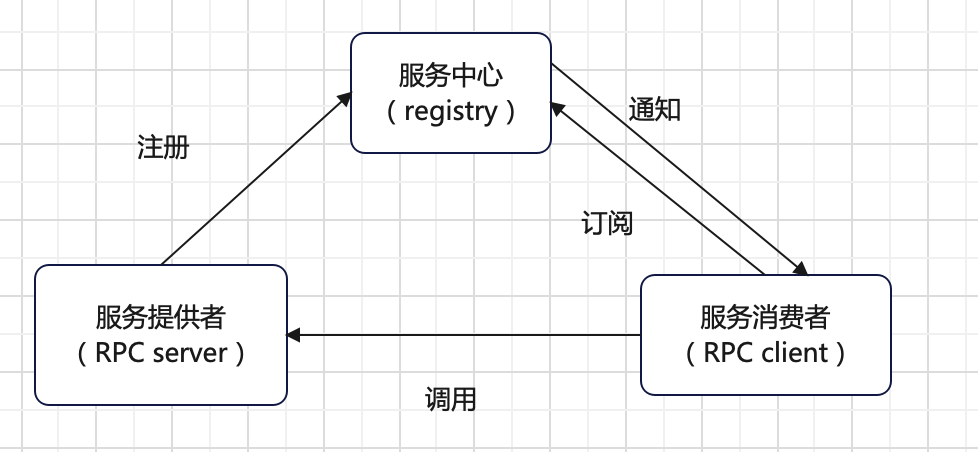 服务中心
（registry）
通知
注册
订阅
服务提供者
（RPC server）
服务消费者
（RPC client）
调用